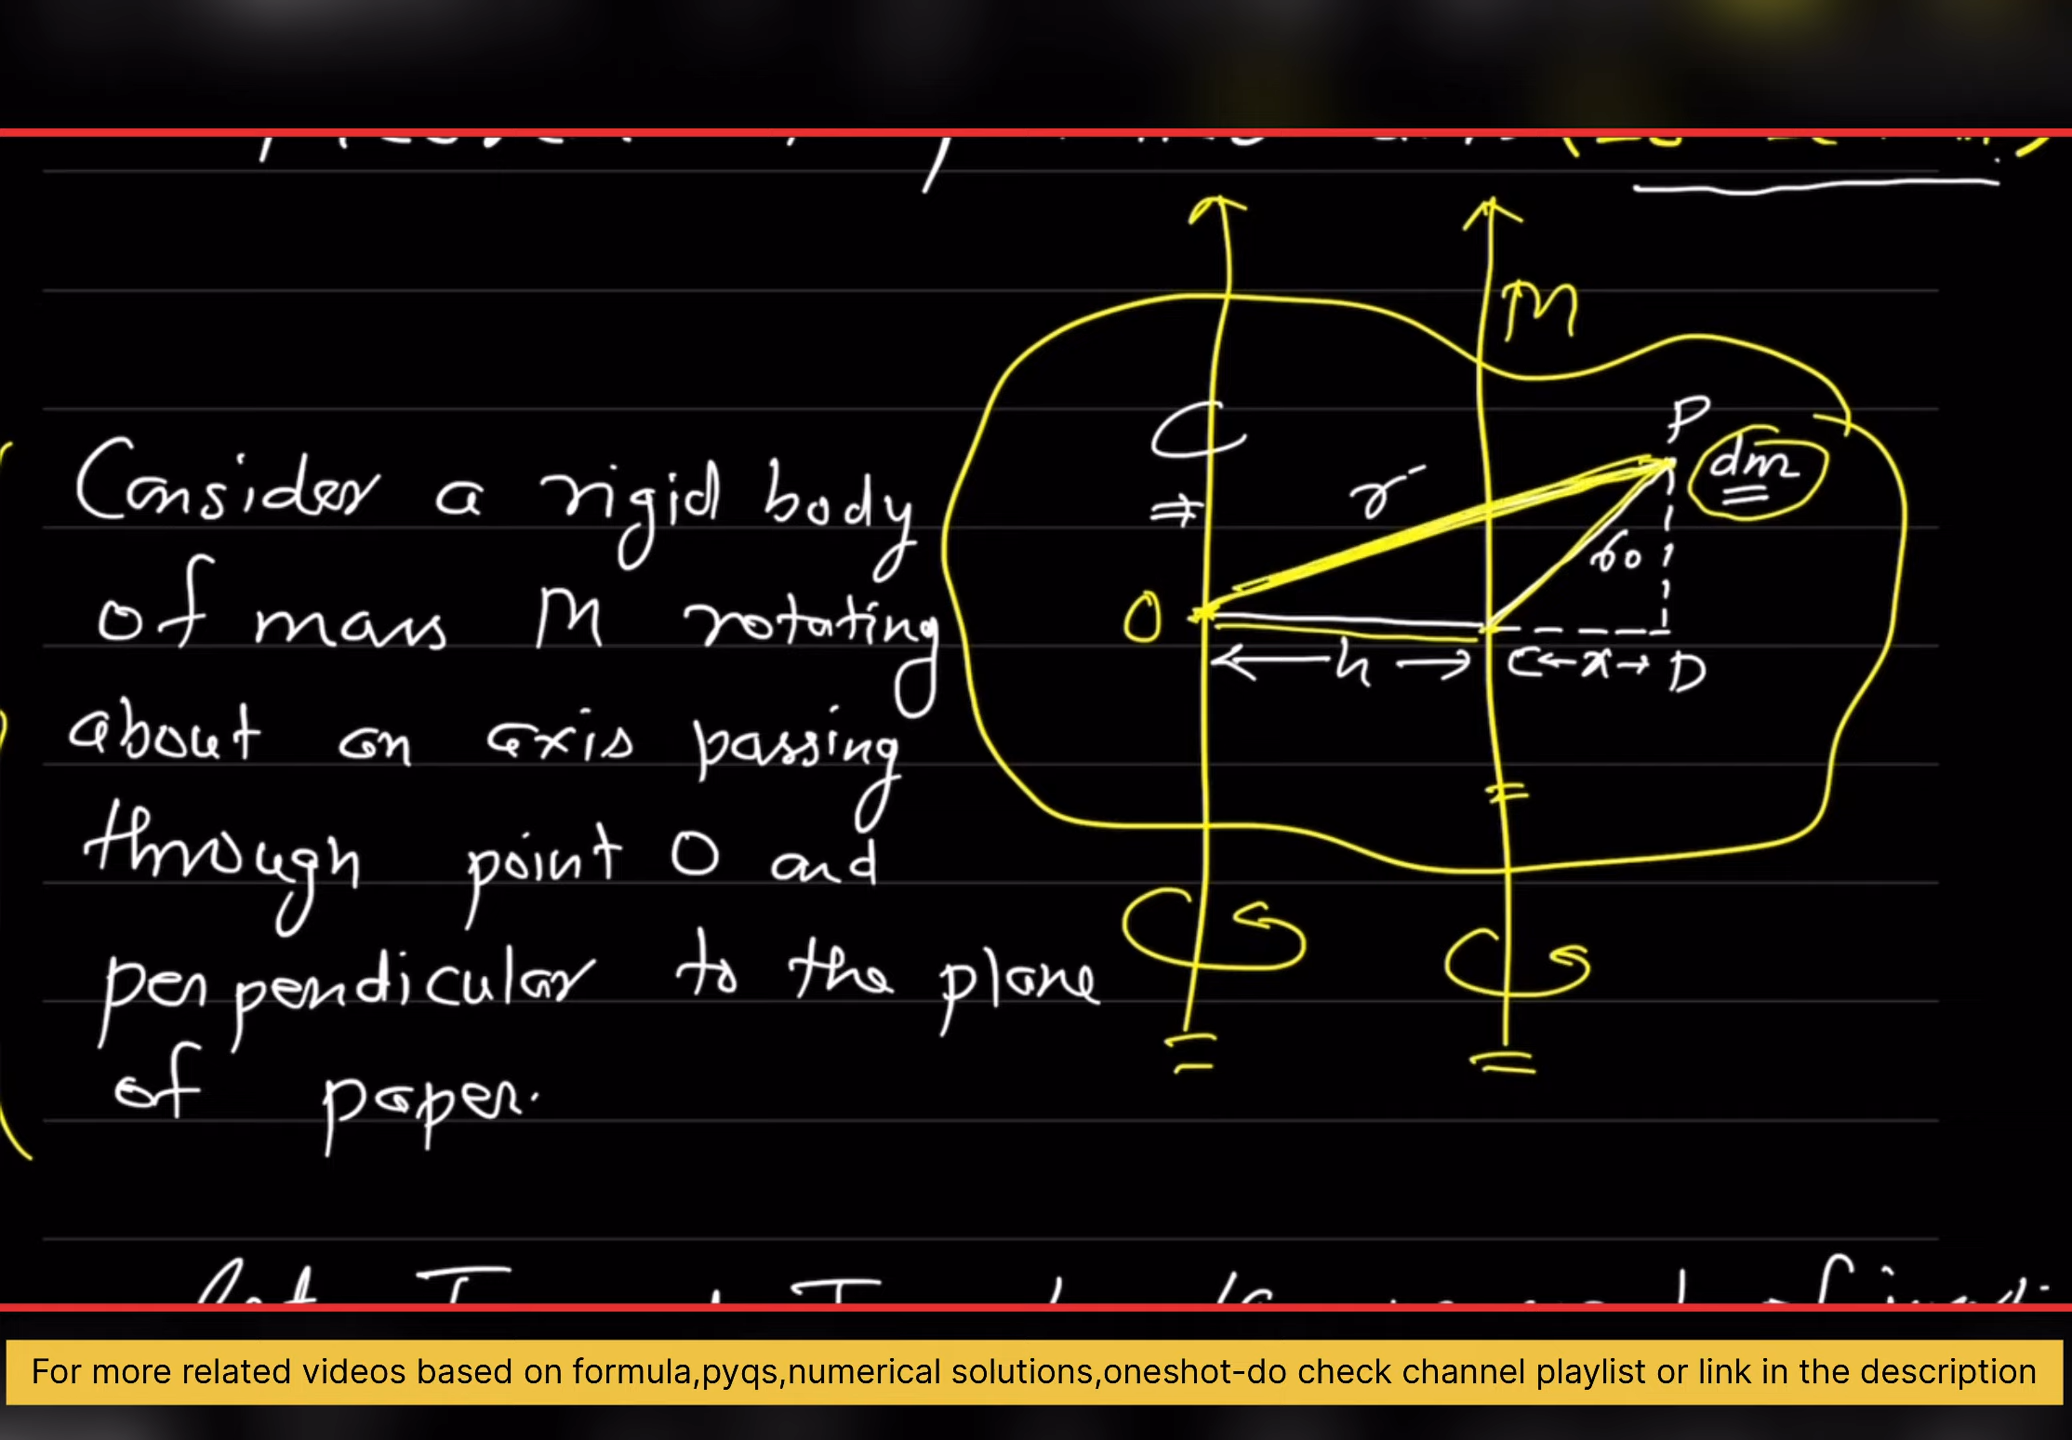 M
P
C
dm
r
Consider a rigid body
r₀
of mass M rotating
O
← h → C ← x → D
about an axis passing
through point O and
perpendicular to the plane
of paper.
For more related videos based on formula,pyqs,numerical solutions,oneshot-do check channel playlist or link in the description